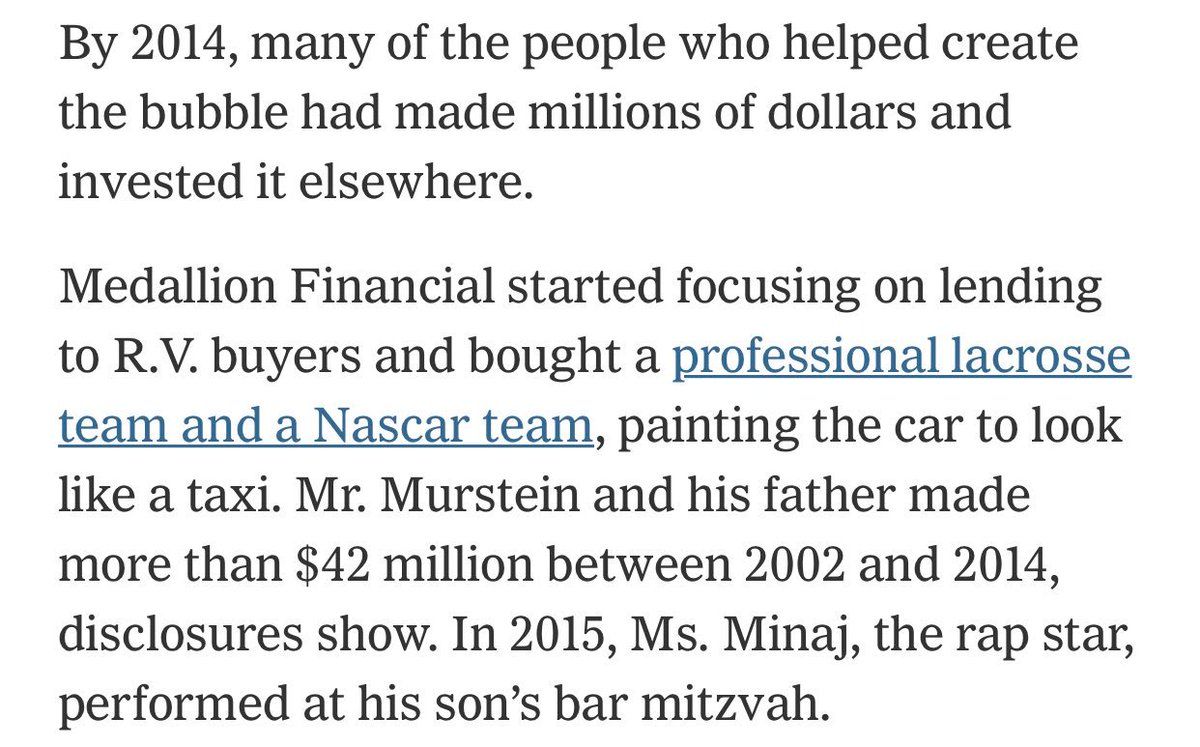 By 2014, many of the people who helped create
the bubble had made millions of dollars and
invested it elsewhere.
Medallion Financial started focusing on lending
to R.V. buyers and bought a professional lacrosse
team and a Nascar team, painting the car to look
like a taxi. Mr. Murstein and his father made
more than $42 million between 2002 and 2014,
disclosures show. In 2015, Ms. Minaj, the rap star,
performed at his son’s bar mitzvah.